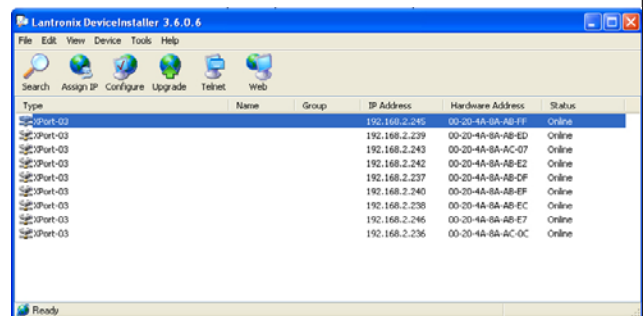 Lantronix DeviceInstaller 3.6.0.6
File Edit View Device Tools Help
Search Assign IP Configure Upgrade Telnet Web
Type Name Group IP Address Hardware Address Status
XPort-03 192.168.2.245 00-20-4A-8A-AB-FF Online
XPort-03 192.168.2.239 00-20-4A-8A-AB-ED Online
XPort-03 192.168.2.243 00-20-4A-8A-AC-07 Online
XPort-03 192.168.2.242 00-20-4A-8A-AB-E2 Online
XPort-03 192.168.2.237 00-20-4A-8A-AB-DF Online
XPort-03 192.168.2.240 00-20-4A-8A-AB-EF Online
XPort-03 192.168.2.238 00-20-4A-8A-AB-EC Online
XPort-03 192.168.2.246 00-20-4A-8A-AB-E7 Online
XPort-03 192.168.2.236 00-20-4A-8A-AC-0C Online
Ready